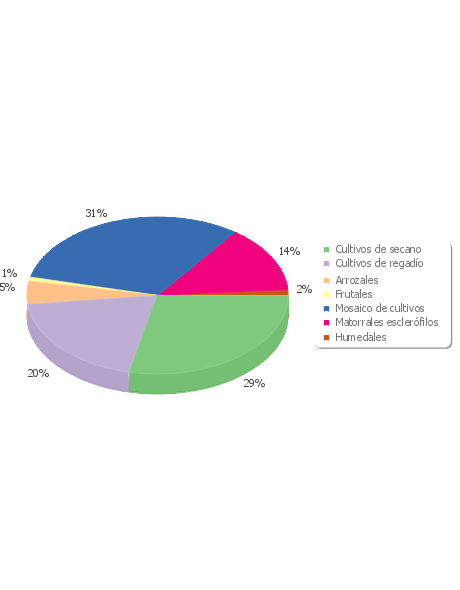 31%
14%
1%
5%
2%
20%
29%
Cultivos de secano
Cultivos de regadío
Arrozales
Frutales
Mosaico de cultivos
Matorrales esclerófilos
Humedales